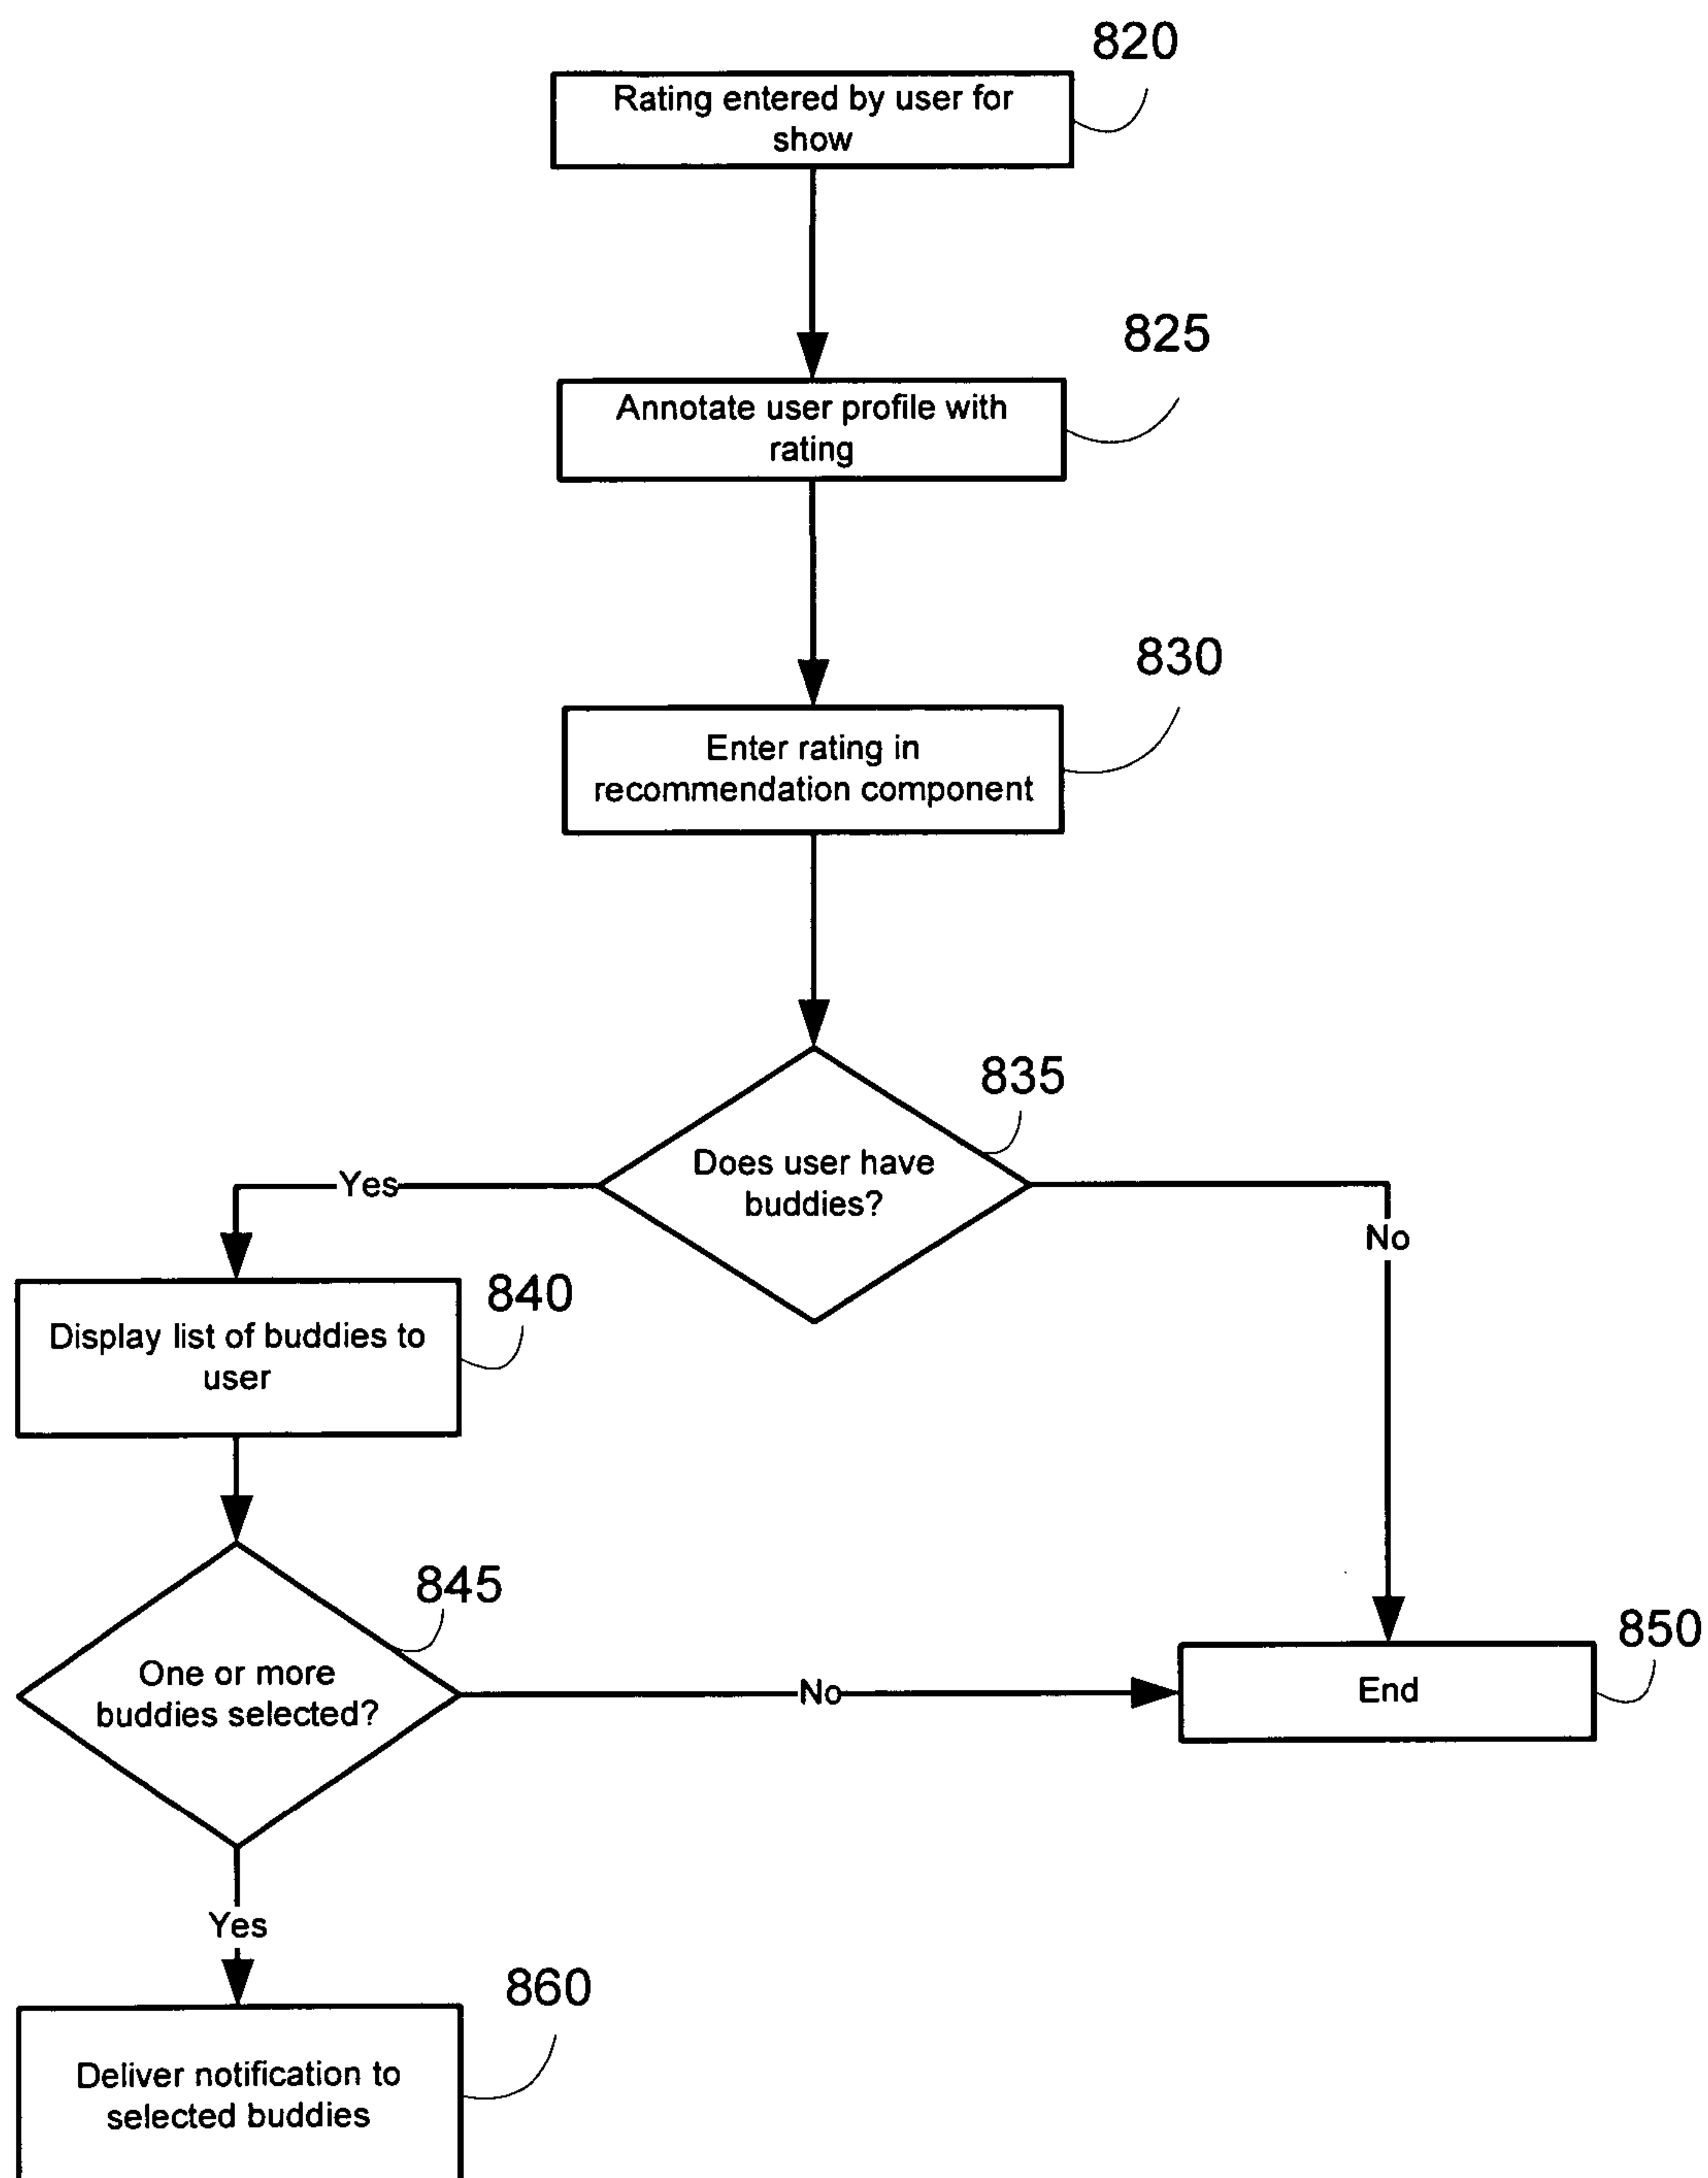 820
Rating entered by user for
show
825
Annotate user profile with
rating
830
Enter rating in
recommendation component
835
Does user have
buddies?
Yes
No
840
Display list of buddies to
user
845
One or more
buddies selected?
No
850
End
Yes
860
Deliver notification to
selected buddies